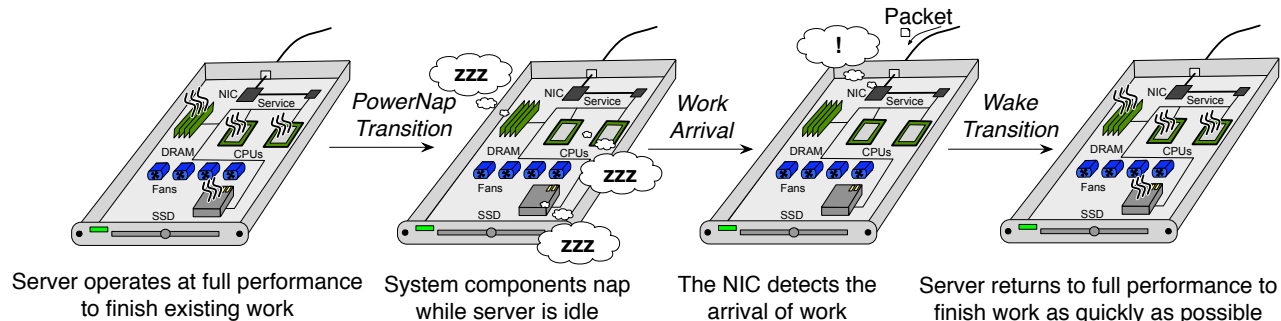 Packet
!
zzz
NIC
Service
DRAM
CPUs
Fans
SSD
PowerNap
Transition
zzz
NIC
Service
DRAM
CPUs
Fans
zzz
SSD
zzz
Work
Arrival
NIC
Service
DRAM
CPUs
Fans
SSD
Wake
Transition
NIC
Service
DRAM
CPUs
Fans
SSD
Server operates at full performance
to finish existing work
System components nap
while server is idle
The NIC detects the
arrival of work
Server returns to full performance to
finish work as quickly as possible